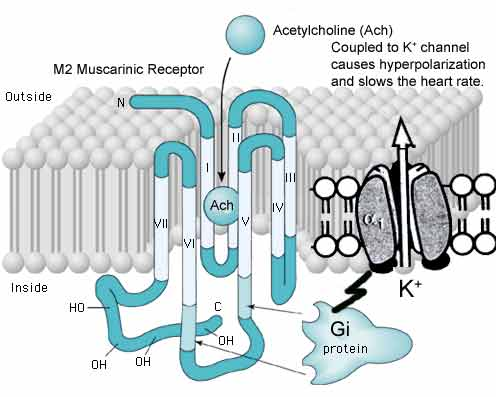 Acetylcholine (Ach)
M2 Muscarinic Receptor
Coupled to K⁺ channel
causes hyperpolarization
and slows the heart rate.
Outside
N
I
II
III
IV
V
VI
VII
Ach
αi
Inside
K⁺
HO
C
OH
OH
OH
Gi
protein